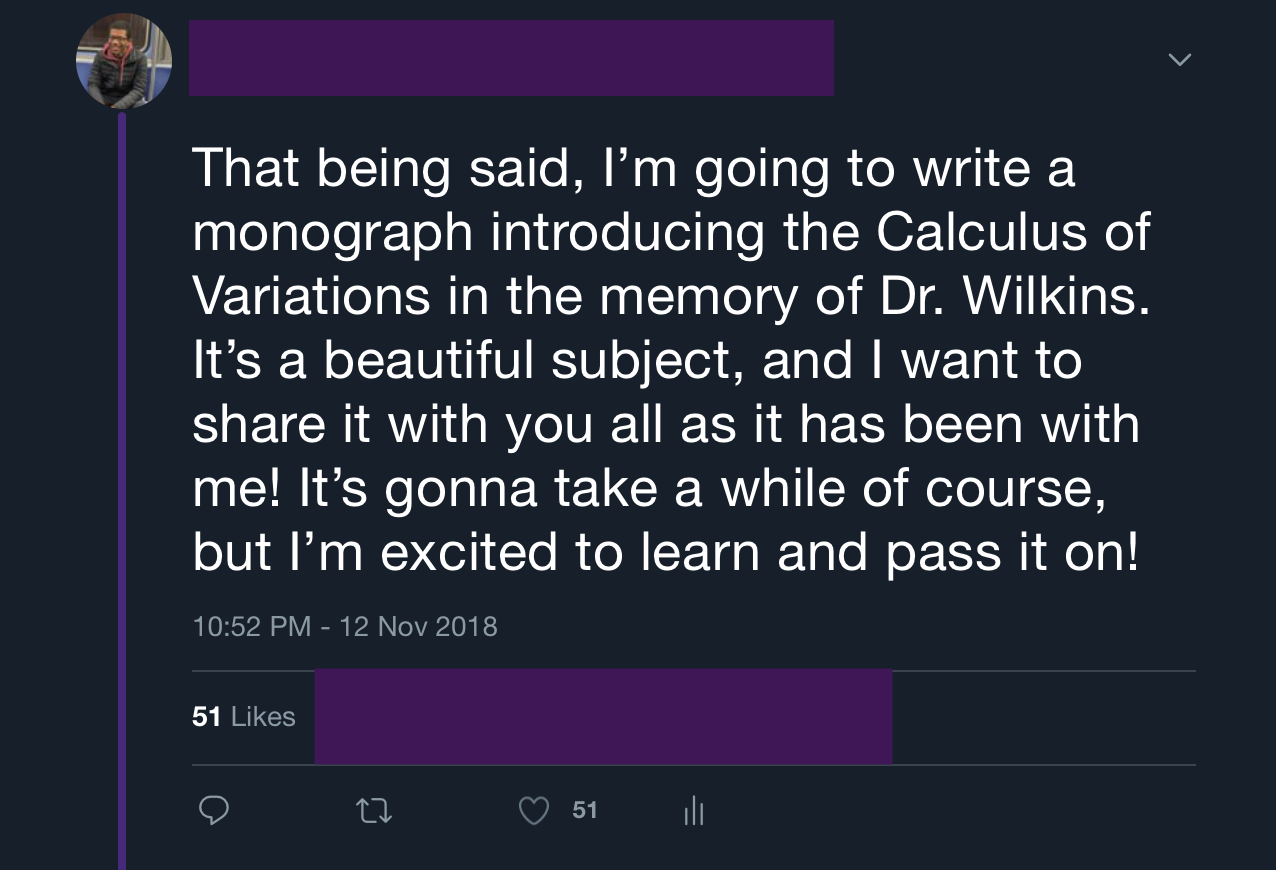 That being said, I’m going to write a
monograph introducing the Calculus of
Variations in the memory of Dr. Wilkins.
It’s a beautiful subject, and I want to
share it with you all as it has been with
me! It’s gonna take a while of course,
but I’m excited to learn and pass it on!
10:52 PM - 12 Nov 2018
51 Likes
51